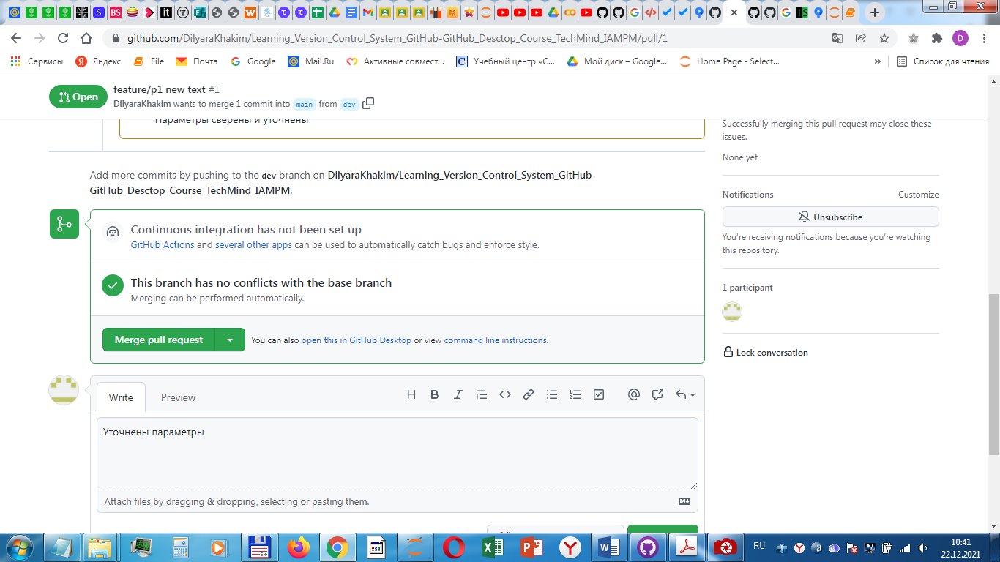 github.com/DilyaraKhakim/Learning_Version_Control_System_GitHub-GitHub_Desctop_Course_TechMind_IAMPM/pull/1
Сервисы Яндекс File Почта Google Mail.Ru Активные совмест... Учебный центр «С... Мой диск – Google... Home Page - Select... » Список для чтения
Open
feature/p1 new text #1
DilyaraKhakim wants to merge 1 commit into main from dev
Параметры сверены и уточнены
Add more commits by pushing to the dev branch on DilyaraKhakim/Learning_Version_Control_System_GitHub-
GitHub_Desctop_Course_TechMind_IAMPM.
Continuous integration has not been set up
GitHub Actions and several other apps can be used to automatically catch bugs and enforce style.
This branch has no conflicts with the base branch
Merging can be performed automatically.
Merge pull request
You can also open this in GitHub Desktop or view command line instructions.
Write Preview
Уточнены параметры
Attach files by dragging & dropping, selecting or pasting them.
Successfully merging this pull request may close these
issues.
None yet
Notifications Customize
Unsubscribe
You're receiving notifications because you're watching
this repository.
1 participant
Lock conversation
RU
10:41
22.12.2021